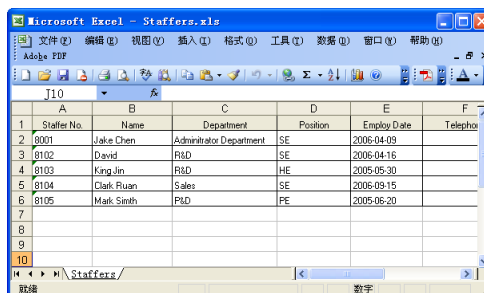 Microsoft Excel - Staffers.xls
文件(F) 编辑(E) 视图(V) 插入(I) 格式(O) 工具(T) 数据(D) 窗口(W) 帮助(H)
Adobe PDF
J10 fx
A B C D E F
1 Staffer No. Name Department Position Employ Date Telephon
2 8001 Jake Chen Adminitrator Department SE 2006-04-09
3 8102 David R&D SE 2006-04-16
4 8103 King Jin R&D HE 2005-05-30
5 8104 Clark Ruan Sales SE 2006-09-15
6 8105 Mark Simth P&D PE 2005-06-20
7
8
9
10
Staffers
就绪 数字